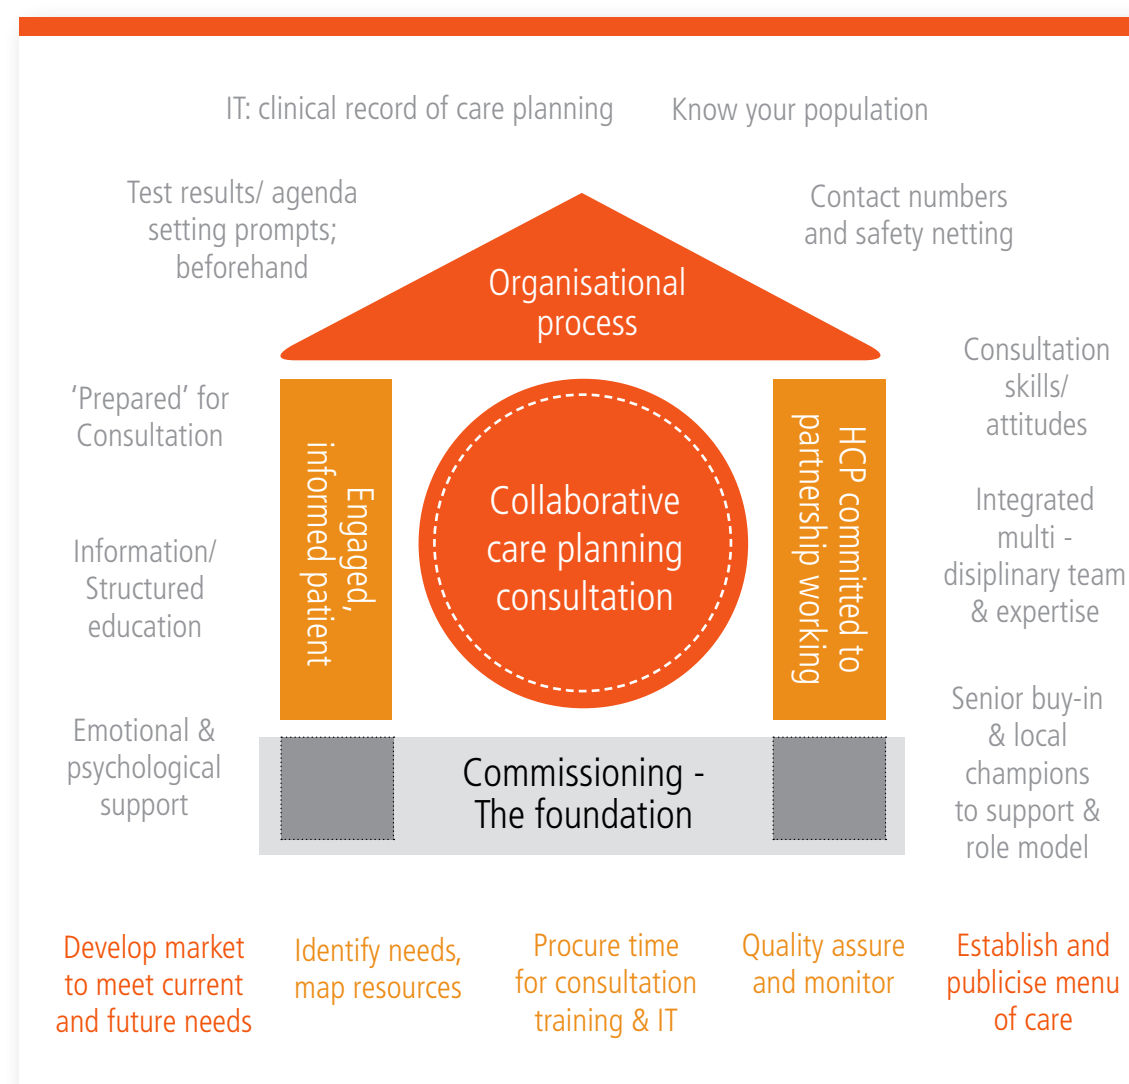 IT: clinical record of care planning
Know your population
Test results/ agenda
setting prompts;
beforehand
Contact numbers
and safety netting
Organisational
process
'Prepared' for
Consultation
Information/
Structured
education
Emotional &
psychological
support
Engaged,
informed patient
Collaborative
care planning
consultation
HCP committed to
partnership working
Consultation
skills/
attitudes
Integrated
multi -
disiplinary team
& expertise
Senior buy-in
& local
champions
to support &
role model
Commissioning -
The foundation
Develop market
to meet current
and future needs
Identify needs,
map resources
Procure time
for consultation
training & IT
Quality assure
and monitor
Establish and
publicise menu
of care